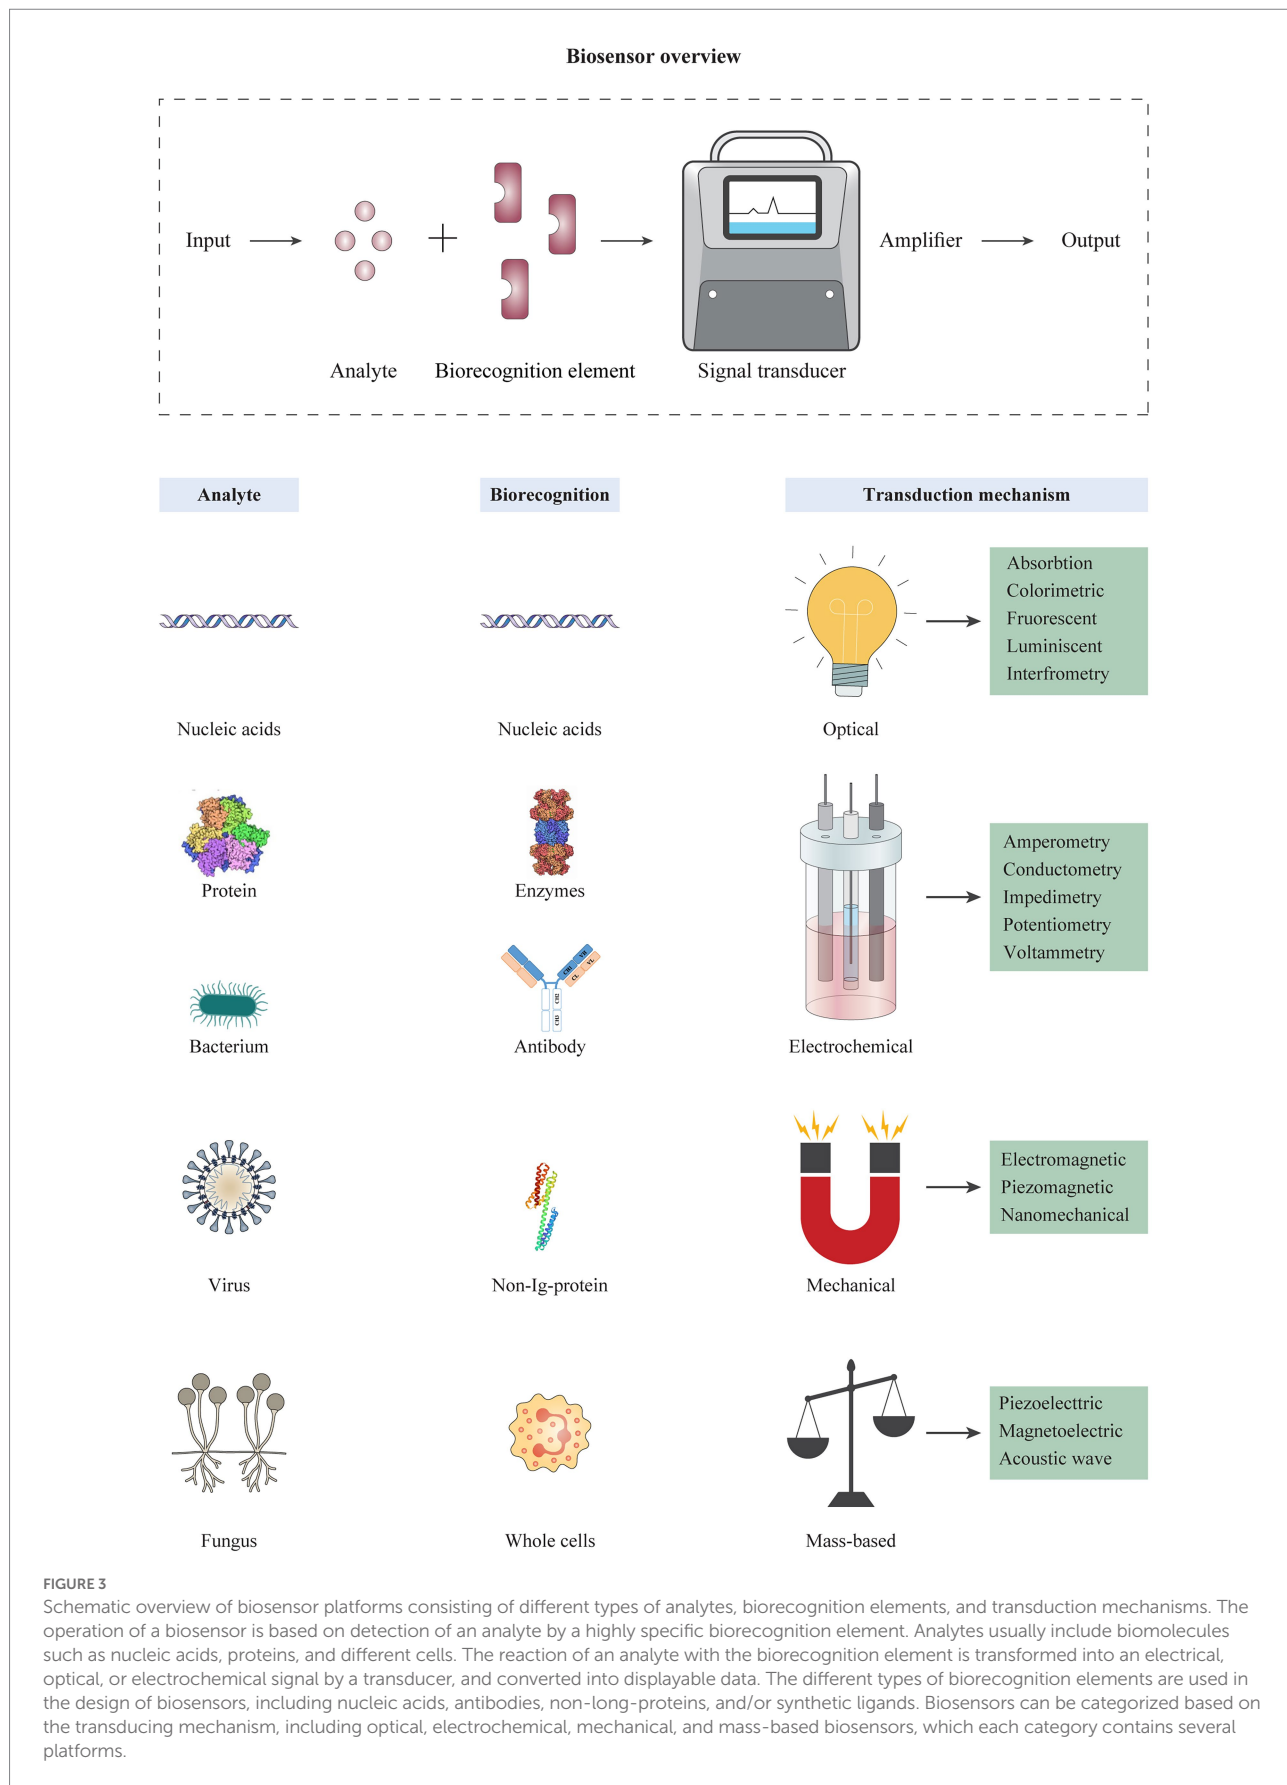 Biosensor overview
Input
Amplifier
Output
Analyte
Biorecognition element
Signal transducer
Analyte
Biorecognition
Transduction mechanism
Absorbtion
Colorimetric
Fruorescent
Luminiscent
Interfrometry
Nucleic acids
Nucleic acids
Optical
Amperometry
Conductometry
Impedimetry
Potentiometry
Voltammetry
Protein
Enzymes
VH
CH1
VL
CL
CH2
CH3
Bacterium
Antibody
Electrochemical
Electromagnetic
Piezomagnetic
Nanomechanical
Virus
Non-Ig-protein
Mechanical
Piezoelecttric
Magnetoelectric
Acoustic wave
Fungus
Whole cells
Mass-based
FIGURE 3
Schematic overview of biosensor platforms consisting of different types of analytes, biorecognition elements, and transduction mechanisms. The
operation of a biosensor is based on detection of an analyte by a highly specific biorecognition element. Analytes usually include biomolecules
such as nucleic acids, proteins, and different cells. The reaction of an analyte with the biorecognition element is transformed into an electrical,
optical, or electrochemical signal by a transducer, and converted into displayable data. The different types of biorecognition elements are used in
the design of biosensors, including nucleic acids, antibodies, non-long-proteins, and/or synthetic ligands. Biosensors can be categorized based on
the transducing mechanism, including optical, electrochemical, mechanical, and mass-based biosensors, which each category contains several
platforms.